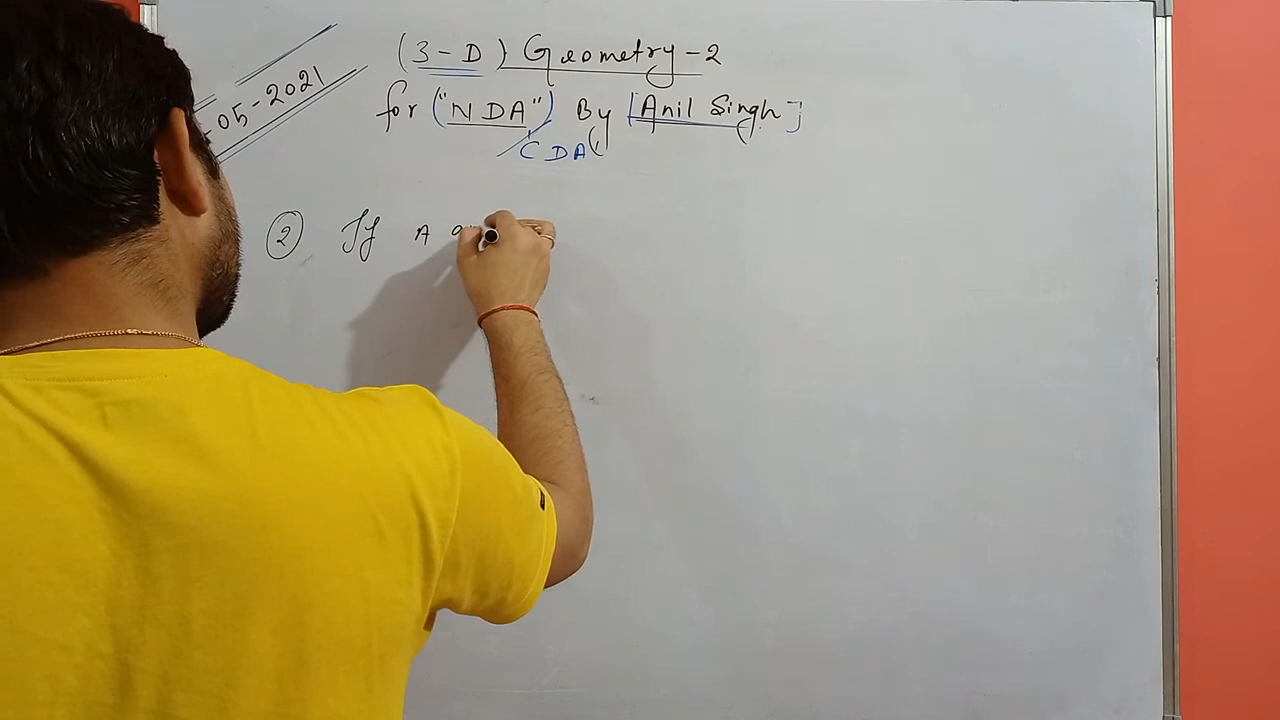 (3-D) Geometry-2
-05-2021
for ("NDA") By [Anil Singh]
CDA
② If A